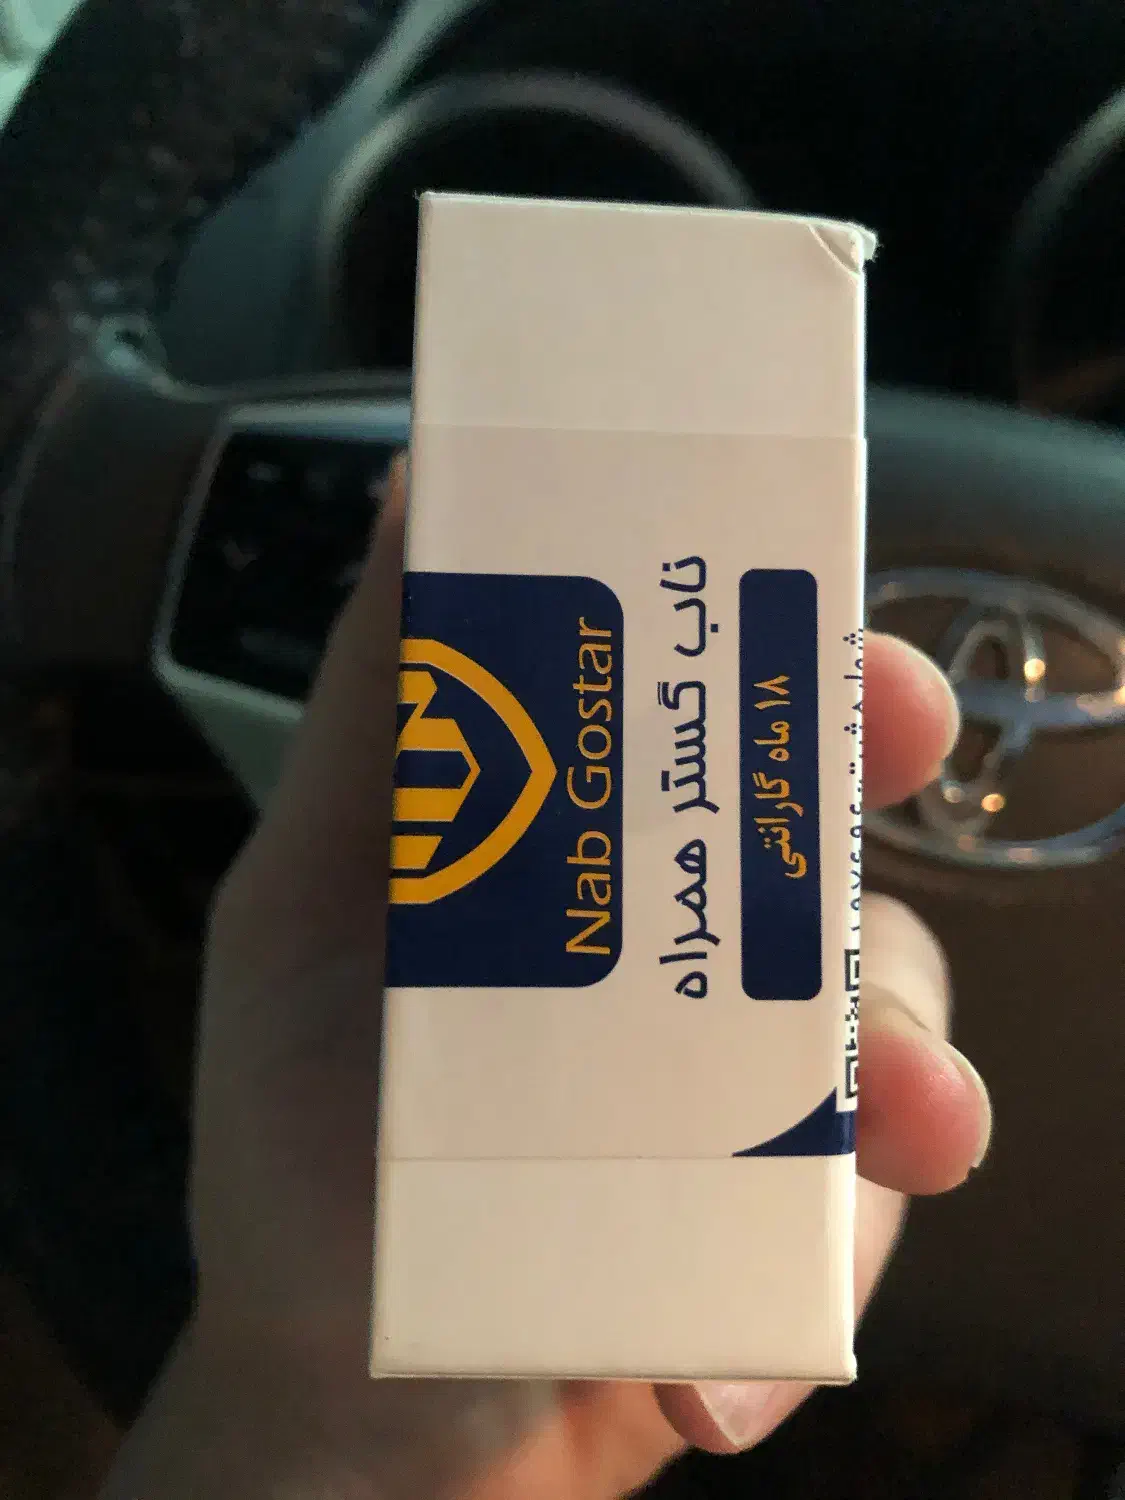 Nab Gostar
ناب گستر همراه
۱۸ ماه گارانتی